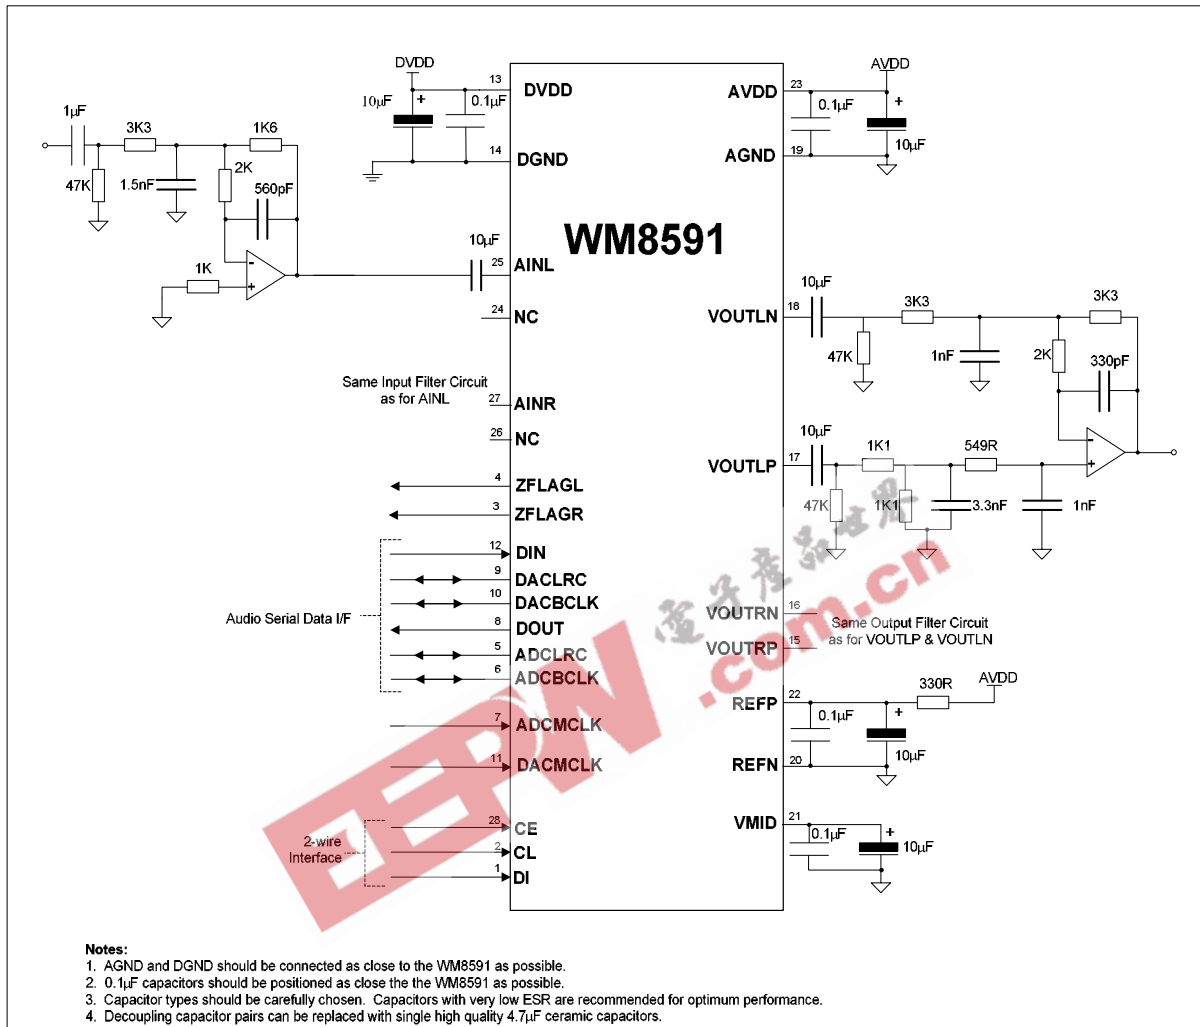 DVDD
AVDD
13
DVDD
AVDD
23
10µF
+
0.1µF
0.1µF
+
10µF
14
DGND
AGND
19
1µF
3K3
1K6
47K
1.5nF
2K
560pF
1K
-
+
WM8591
10µF
25
AINL
24
NC
Same Input Filter Circuit
as for AINL
27
AINR
26
NC
4
ZFLAGL
3
ZFLAGR
Audio Serial Data I/F
12
DIN
9
DACLRC
10
DACBCLK
8
DOUT
5
ADCLRC
6
ADCBCLK
7
ADCMCLK
11
DACMCLK
2-wire
Interface
28
CE
2
CL
1
DI
VOUTLN
18
10µF
3K3
3K3
47K
1nF
2K
330pF
-
+
VOUTLP
17
10µF
1K1
549R
47K
1K1
3.3nF
1nF
VOUTRN
16
VOUTRP
15
Same Output Filter Circuit
as for VOUTLP & VOUTLN
REFP
22
330R
AVDD
0.1µF
+
10µF
REFN
20
VMID
21
0.1µF
+
10µF
電子產品世界
EEPW
.com.cn
Notes:
1. AGND and DGND should be connected as close to the WM8591 as possible.
2. 0.1µF capacitors should be positioned as close the the WM8591 as possible.
3. Capacitor types should be carefully chosen. Capacitors with very low ESR are recommended for optimum performance.
4. Decoupling capacitor pairs can be replaced with single high quality 4.7µF ceramic capacitors.